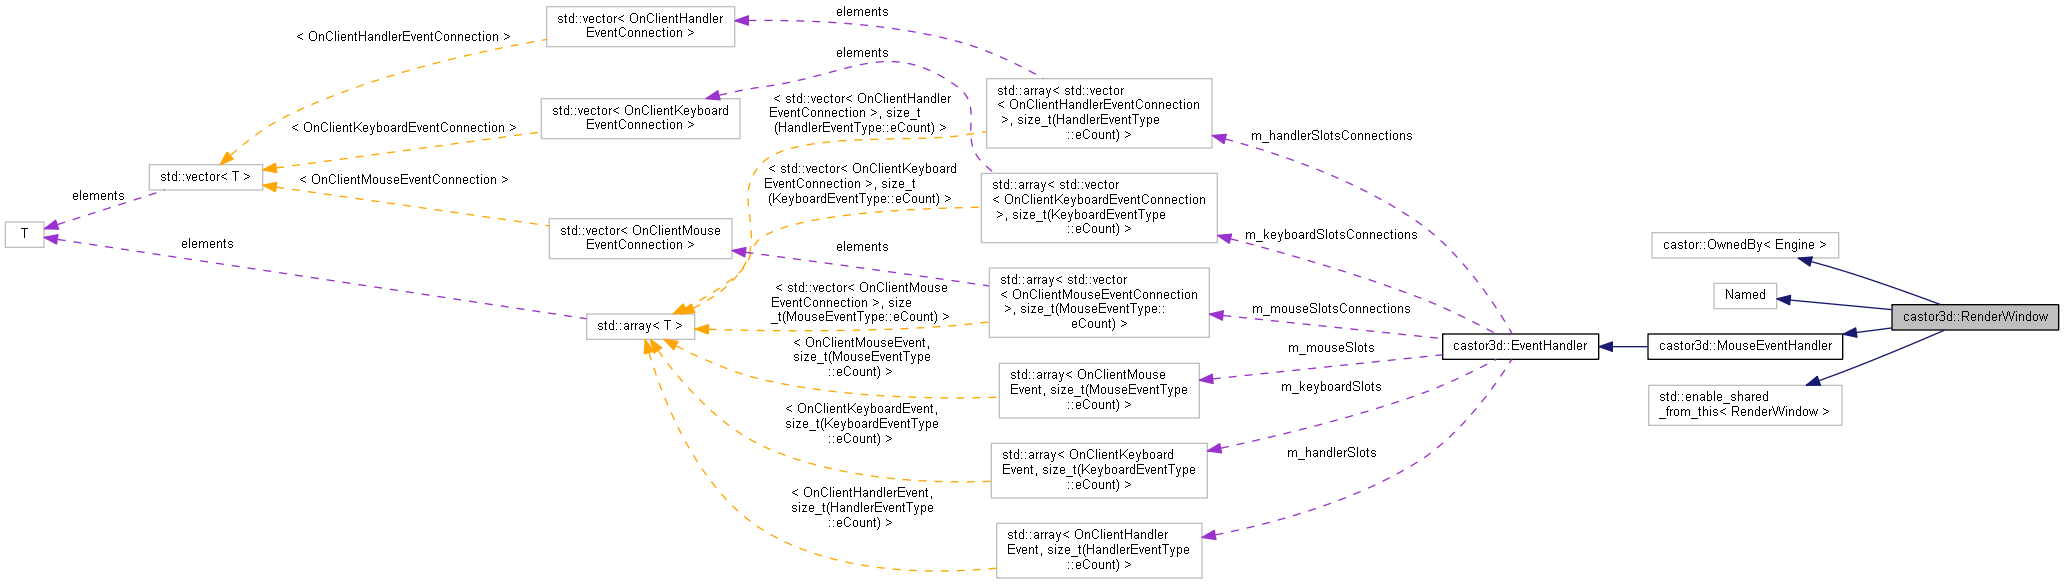 std::vector< OnClientHandler
EventConnection >
elements
< OnClientHandlerEventConnection >
elements
std::array< std::vector
< OnClientHandlerEventConnection
>, size_t(HandlerEventType
::eCount) >
< std::vector< OnClientHandler
EventConnection >, size_t
(HandlerEventType::eCount) >
std::vector< OnClientKeyboard
EventConnection >
< OnClientKeyboardEventConnection >
m_handlerSlotsConnections
std::vector< T >
< OnClientMouseEventConnection >
< std::vector< OnClientKeyboard
EventConnection >, size_t
(KeyboardEventType::eCount) >
std::array< std::vector
< OnClientKeyboardEventConnection
>, size_t(KeyboardEventType
::eCount) >
elements
T
std::vector< OnClientMouse
EventConnection >
elements
elements
m_keyboardSlotsConnections
castor::OwnedBy< Engine >
std::array< std::vector
< OnClientMouseEventConnection
>, size_t(MouseEventType::
eCount) >
< std::vector< OnClientMouse
EventConnection >, size
_t(MouseEventType::eCount) >
m_mouseSlotsConnections
Named
castor3d::RenderWindow
std::array< T >
< OnClientMouseEvent,
size_t(MouseEventType
::eCount) >
m_mouseSlots
castor3d::EventHandler
castor3d::MouseEventHandler
std::array< OnClientMouse
Event, size_t(MouseEventType
::eCount) >
m_keyboardSlots
std::enable_shared
_from_this< RenderWindow >
< OnClientKeyboardEvent,
size_t(KeyboardEventType
::eCount) >
std::array< OnClientKeyboard
Event, size_t(KeyboardEventType
::eCount) >
m_handlerSlots
< OnClientHandlerEvent,
size_t(HandlerEventType
::eCount) >
std::array< OnClientHandler
Event, size_t(HandlerEventType
::eCount) >